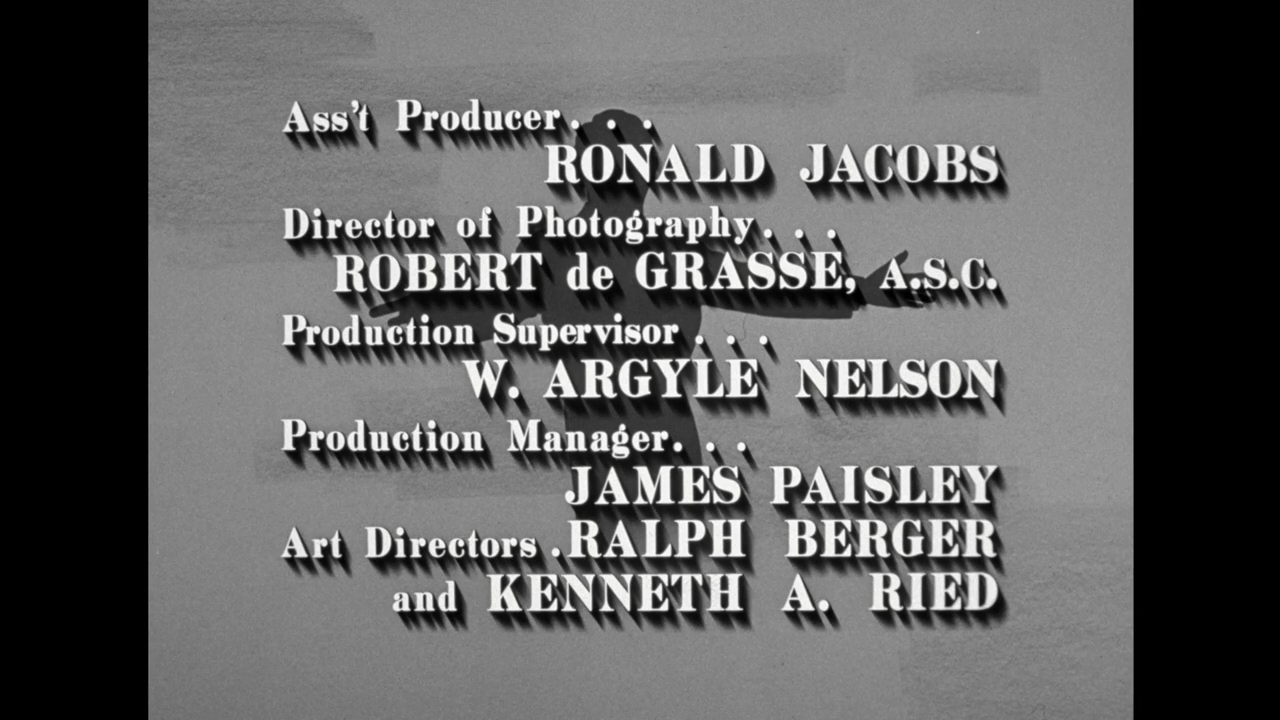 Ass't Producer. . .
RONALD JACOBS
Director of Photography. . .
ROBERT de GRASSE, A.S.C.
Production Supervisor . . .
W. ARGYLE NELSON
Production Manager. . .
JAMES PAISLEY
Art Directors .RALPH BERGER
and KENNETH A. RIED